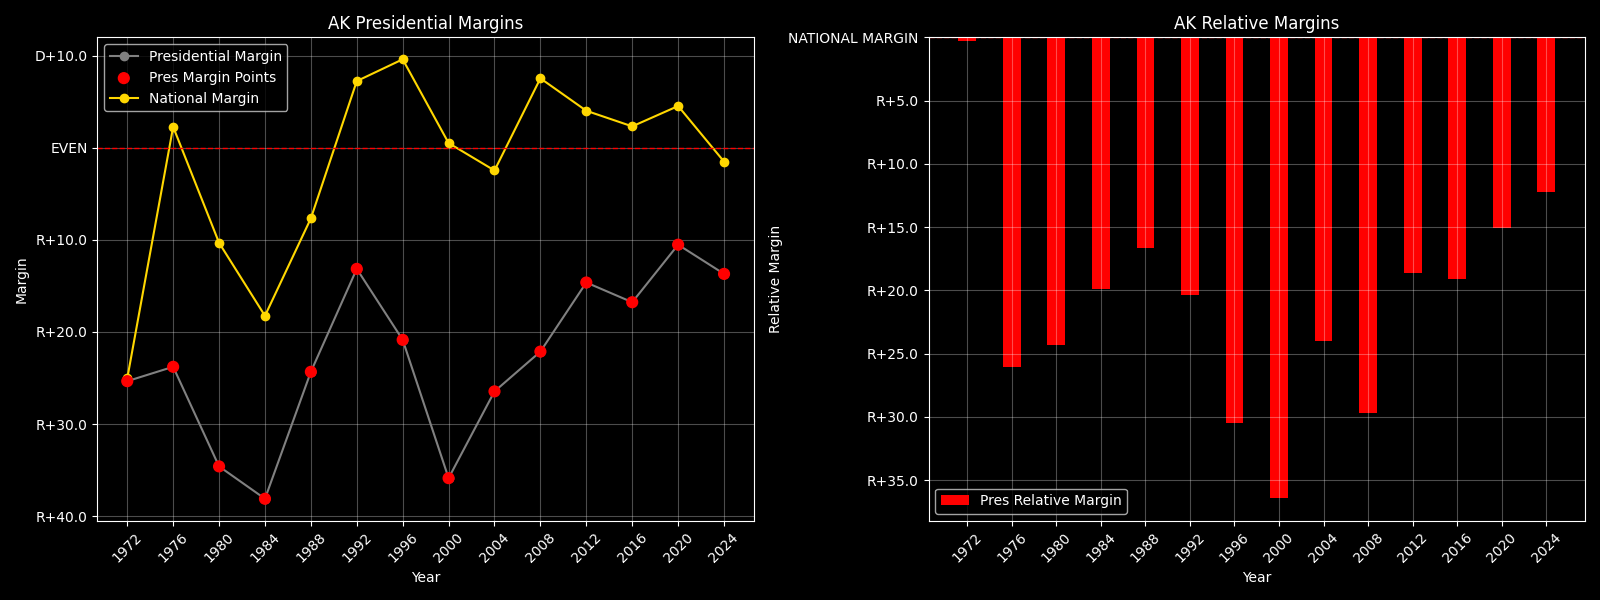 AK Presidential Margins
Presidential Margin
Pres Margin Points
National Margin
D+10.0
EVEN
R+10.0
R+20.0
R+30.0
R+40.0
Margin
1972
1976
1980
1984
1988
1992
1996
2000
2004
2008
2012
2016
2020
2024
Year
AK Relative Margins
NATIONAL MARGIN
R+5.0
R+10.0
R+15.0
R+20.0
R+25.0
R+30.0
R+35.0
Relative Margin
Pres Relative Margin
1972
1976
1980
1984
1988
1992
1996
2000
2004
2008
2012
2016
2020
2024
Year